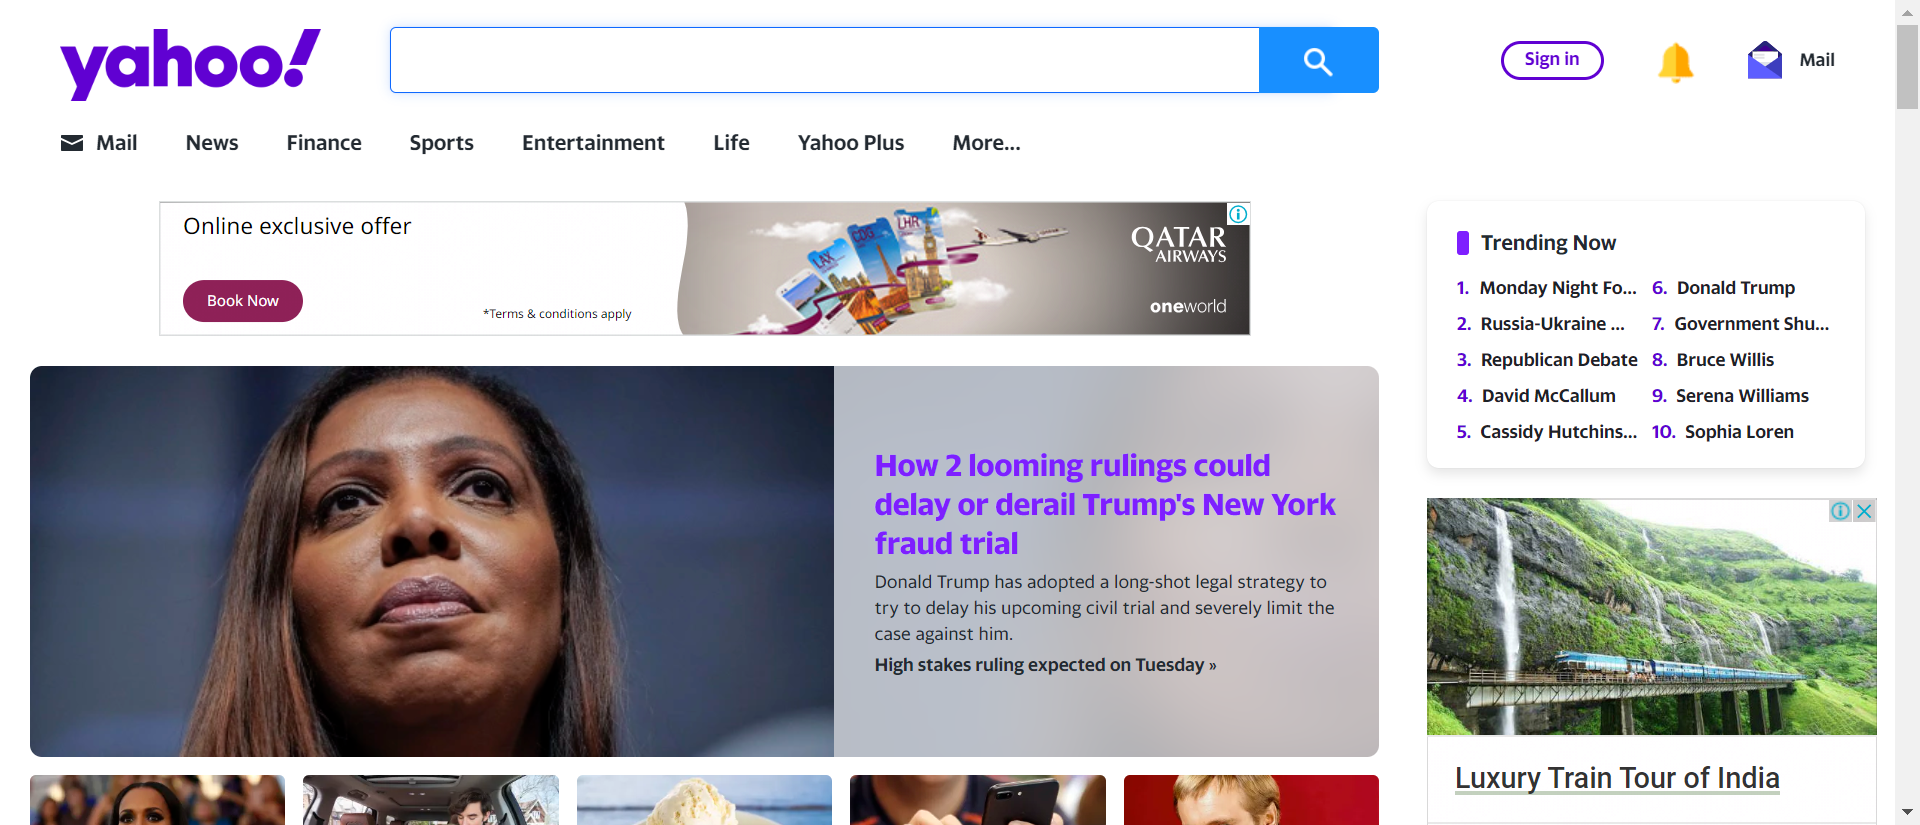 yahoo!
Sign in
Mail
Mail
News
Finance
Sports
Entertainment
Life
Yahoo Plus
More...
Online exclusive offer
Book Now
*Terms & conditions apply
LAX
CDG
LHR
QATAR
AIRWAYS
oneworld
Trending Now
1. Monday Night Fo...
2. Russia-Ukraine ...
3. Republican Debate
4. David McCallum
5. Cassidy Hutchins...
6. Donald Trump
7. Government Shu...
8. Bruce Willis
9. Serena Williams
10. Sophia Loren
How 2 looming rulings could
delay or derail Trump's New York
fraud trial
Donald Trump has adopted a long-shot legal strategy to
try to delay his upcoming civil trial and severely limit the
case against him.
High stakes ruling expected on Tuesday »
Luxury Train Tour of India